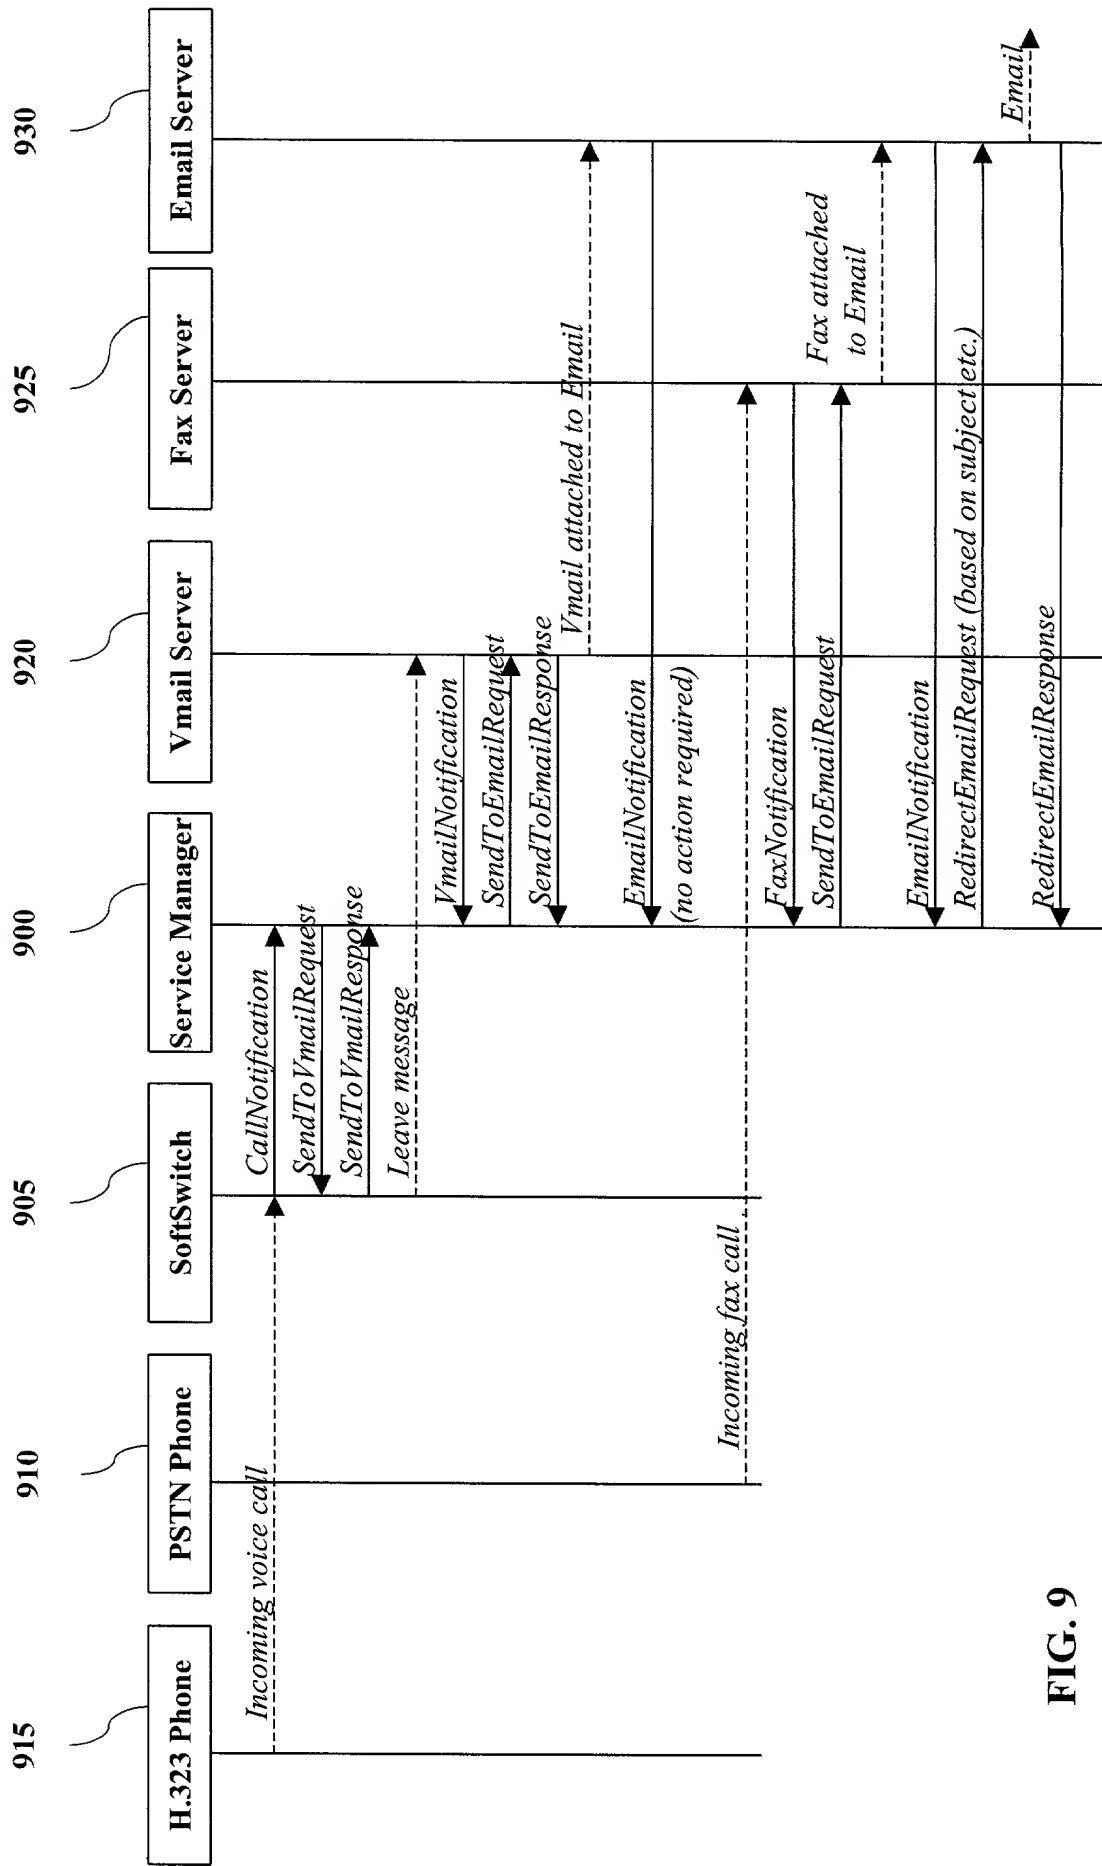 915
910
905
900
920
925
930
H.323 Phone
PSTN Phone
SoftSwitch
Service Manager
Vmail Server
Fax Server
Email Server
Incoming voice call
CallNotification
SendToVmailRequest
SendToVmailResponse
Leave message
VmailNotification
SendToEmailRequest
SendToEmailResponse
Vmail attached to Email
EmailNotification
(no action required)
Incoming fax call
FaxNotification
SendToEmailRequest
Fax attached
to Email
EmailNotification
RedirectEmailRequest (based on subject etc.)
Email
RedirectEmailResponse
FIG. 9